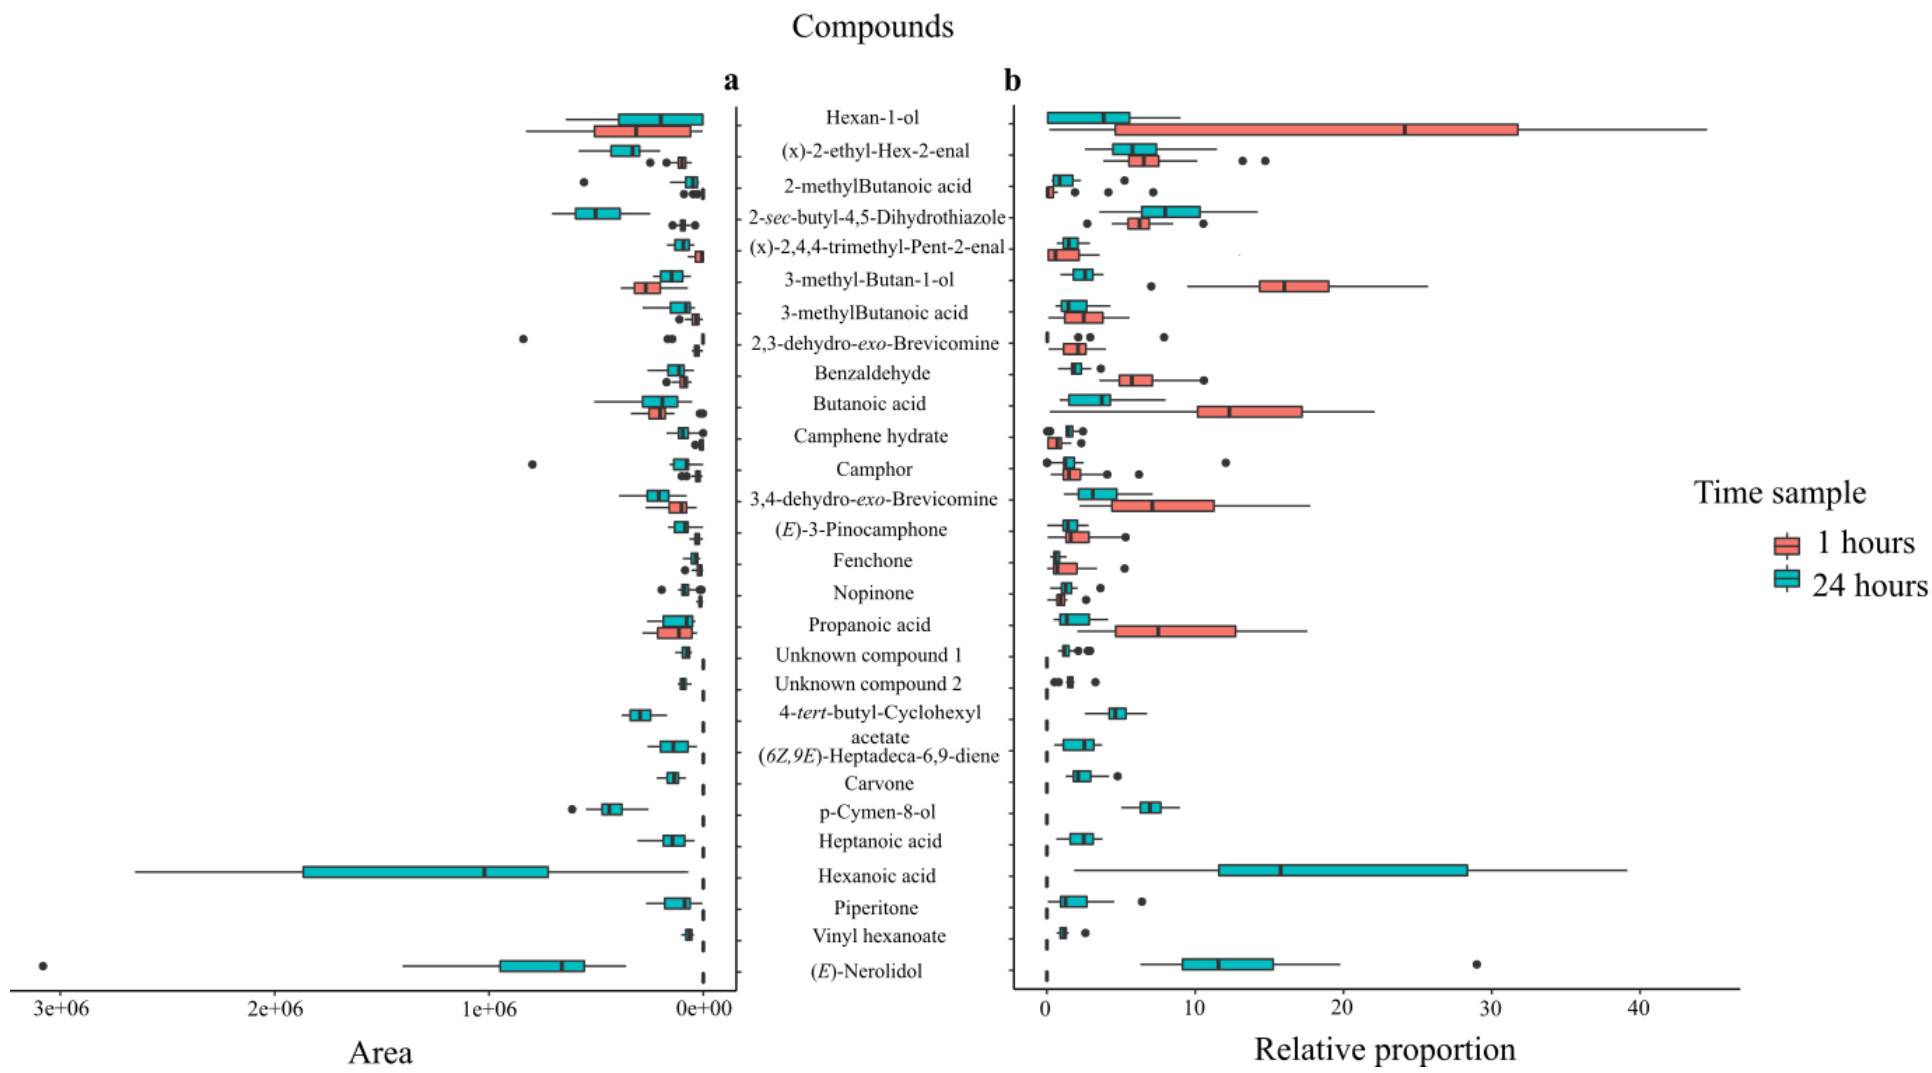 Compounds
a
b
Hexan-1-ol
(x)-2-ethyl-Hex-2-enal
2-methylButanoic acid
2-sec-butyl-4,5-Dihydrothiazole
(x)-2,4,4-trimethyl-Pent-2-enal
3-methyl-Butan-1-ol
3-methylButanoic acid
2,3-dehydro-exo-Brevicomine
Benzaldehyde
Butanoic acid
Camphene hydrate
Camphor
3,4-dehydro-exo-Brevicomine
(E)-3-Pinocamphone
Fenchone
Nopinone
Propanoic acid
Unknown compound 1
Unknown compound 2
4-tert-butyl-Cyclohexyl
acetate
(6Z,9E)-Heptadeca-6,9-diene
Carvone
p-Cymen-8-ol
Heptanoic acid
Hexanoic acid
Piperitone
Vinyl hexanoate
(E)-Nerolidol
Time sample
1 hours
24 hours
3e+06 2e+06 1e+06 0e+00
0 10 20 30 40
Area
Relative proportion